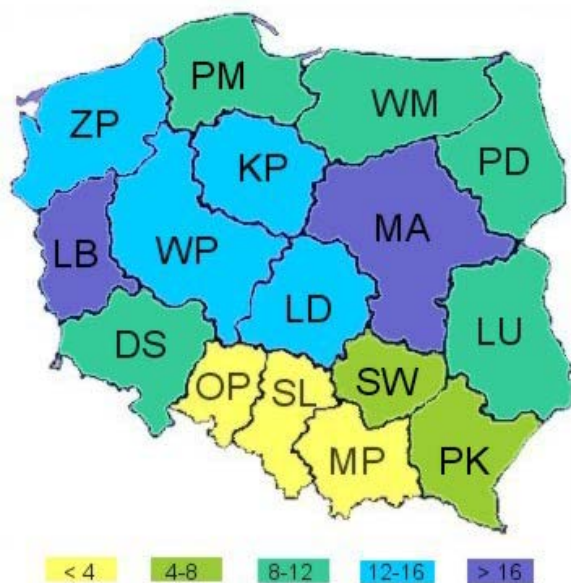 PM
WM
ZP
PD
KP
MA
LB
WP
LD
LU
DS
OP
SL
SW
MP
PK
< 4
4-8
8-12
12-16
> 16